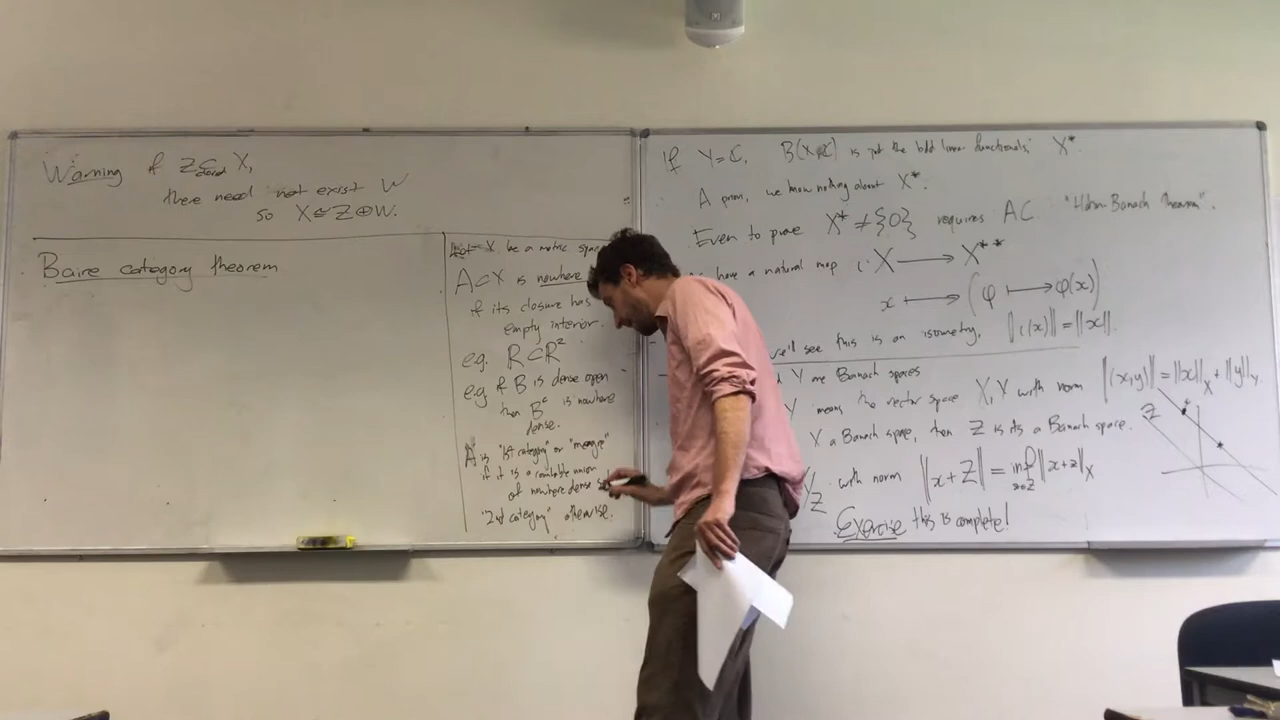 Warning if Z ⊂closed X,
there need not exist W
so X ≅ Z ⊕ W.
Baire category theorem
Let X be a metric space
A ⊂ X is nowhere
if its closure has
empty interior.
e.g. R ⊂ R²
e.g. if B is dense open
then Bᶜ is nowhere
dense.
A is "1st category" or "meagre"
if it is a countable union
of nowhere dense
"2nd category" otherwise.
If Y = C, B(X, C) is just the bdd linear functionals, X*.
A priori, we know nothing about X*.
Even to prove X* ≠ {0} requires AC "Hahn-Banach Theorem".
have a natural map ι: X ⟶ X**
x ⟼ (φ ⟼ φ(x))
we'll see this is an isometry, ‖ι(x)‖ = ‖x‖.
Y are Banach spaces
means the vector space X, Y with norm ‖(x,y)‖ = ‖x‖_X + ‖y‖_Y.
a Banach space, then Z is a Banach space.
Z
Z with norm ‖x + Z‖ = inf_{z∈Z} ‖x + z‖_X
Exercise this is complete!